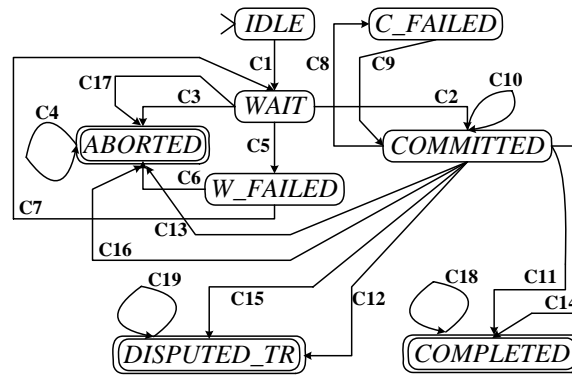 IDLE
C_FAILED
C1
C8
C9
C10
C17
C3
WAIT
C2
C4
ABORTED
C5
COMMITTED
C6
W_FAILED
C7
C13
C16
C19
C15
C12
C18
C11
C14
DISPUTED_TR
COMPLETED